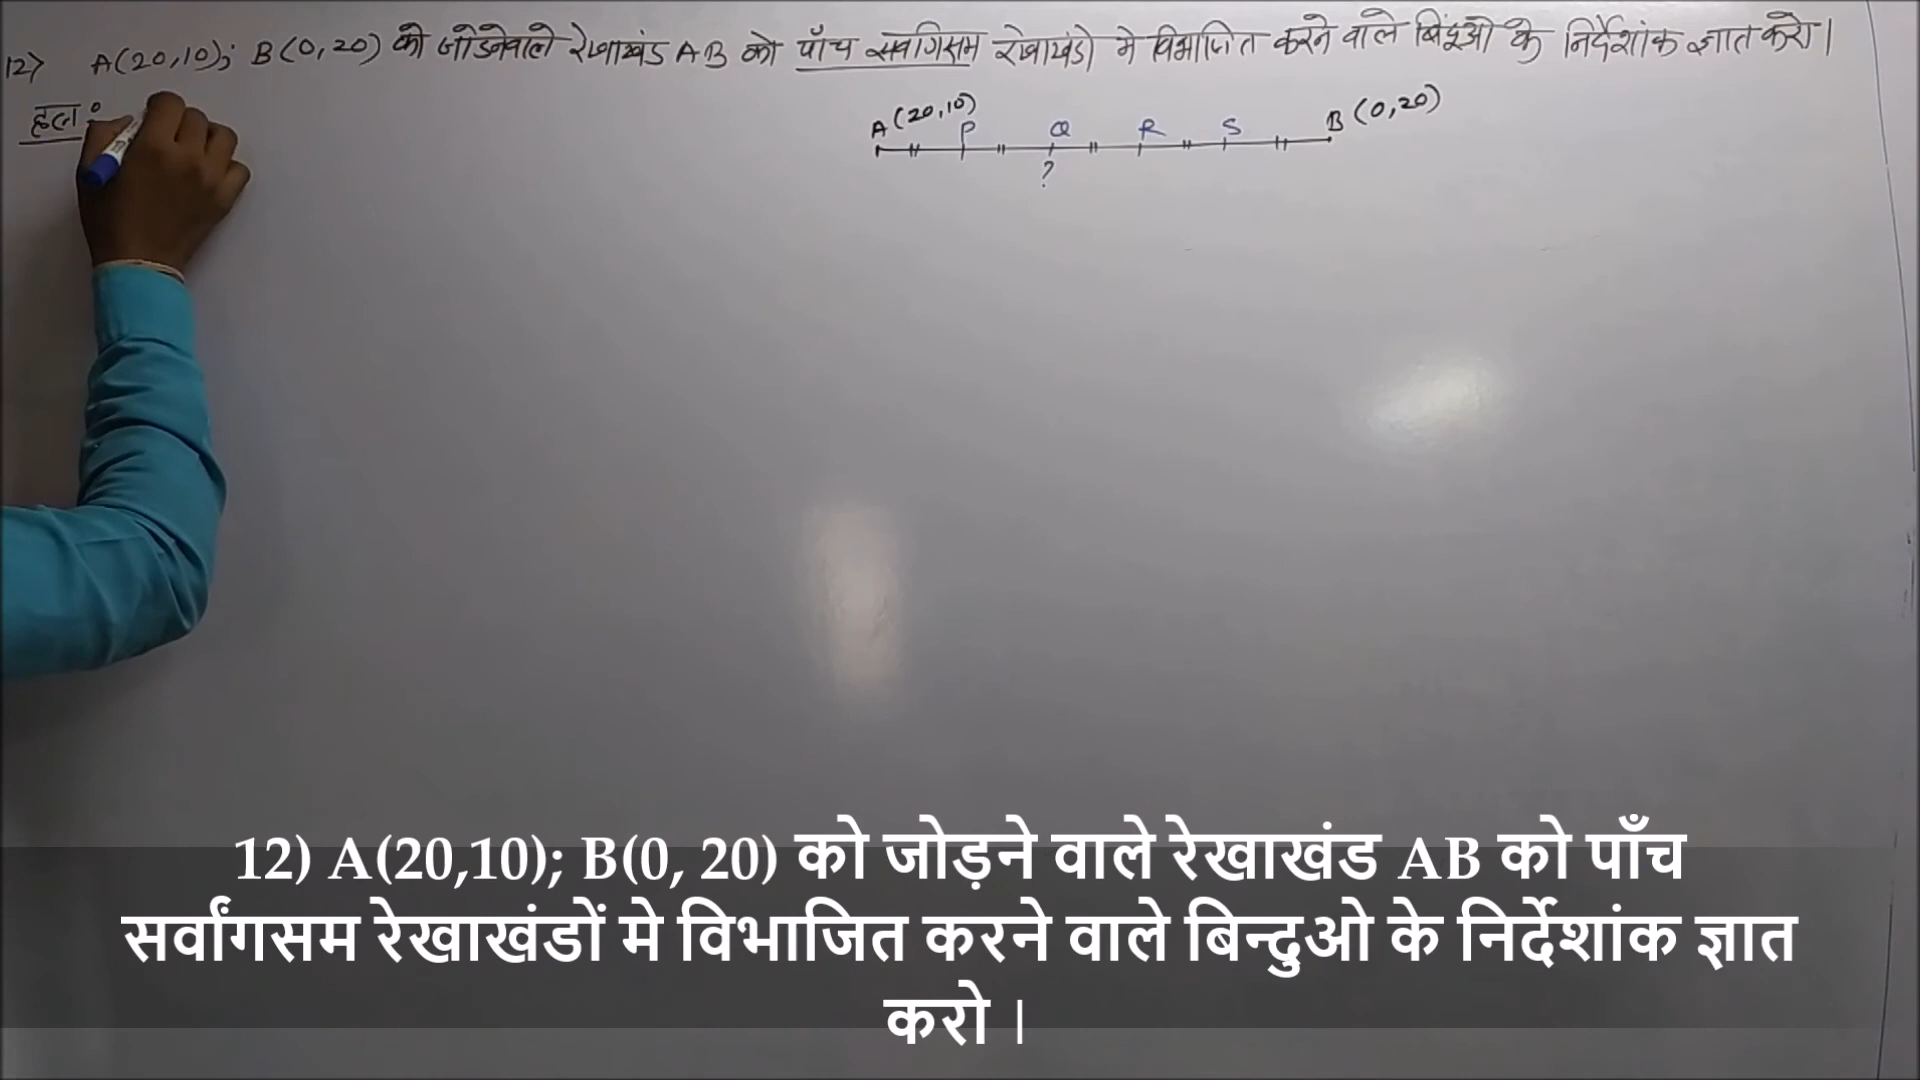 12) A(20,10); B(0,20) को जोडनेवाले रेखाखंड AB को पाँच सर्वांगसम रेखाखंडो मे विभाजित करने वाले बिंदूओ के निर्देशांक ज्ञात करो।
हल:
A(20,10) P Q R S B(0,20)
?
12) A(20,10); B(0, 20) को जोड़ने वाले रेखाखंड AB को पाँच
सर्वांगसम रेखाखंडों मे विभाजित करने वाले बिन्दुओ के निर्देशांक ज्ञात
करो ।